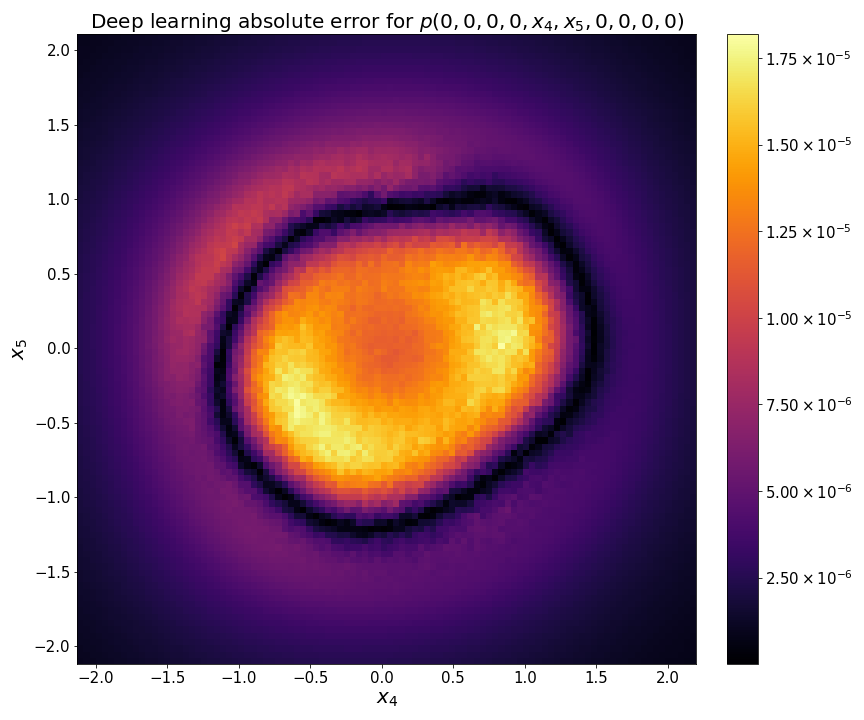 Deep learning absolute error for p(0, 0, 0, 0, x₄, x₅, 0, 0, 0, 0)
2.0
1.5
1.0
0.5
0.0
−0.5
−1.0
−1.5
−2.0
x₅
−2.0 −1.5 −1.0 −0.5 0.0 0.5 1.0 1.5 2.0
x₄
1.75 × 10⁻⁵
1.50 × 10⁻⁵
1.25 × 10⁻⁵
1.00 × 10⁻⁵
7.50 × 10⁻⁶
5.00 × 10⁻⁶
2.50 × 10⁻⁶